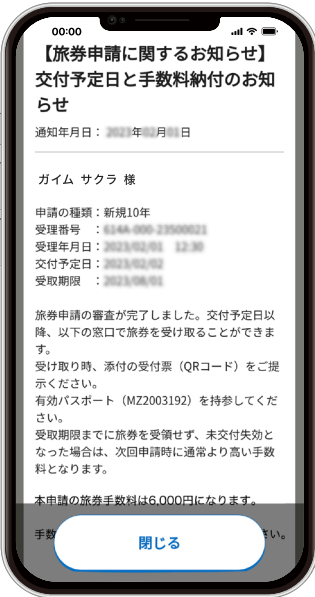 00:00
【旅券申請に関するお知らせ】
交付予定日と手数料納付のお知
らせ
通知年月日： 年 月 日
ガイム サクラ 様
申請の種類：新規10年
受理番号　：
受理年月日：
交付予定日：
受取期限　：
旅券申請の審査が完了しました。交付予定日以
降、以下の窓口で旅券を受け取ることができま
す。
受け取り時、添付の受付票（QRコード）をご提
示ください。
有効パスポート（MZ2003192）を持参してくだ
さい。
受取期限までに旅券を受領せず、未交付失効と
なった場合は、次回申請時に通常より高い手数
料となります。
本申請の旅券手数料は6,000円になります。
手数 さい。
閉じる